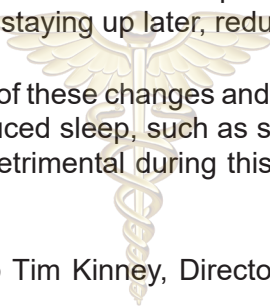 staying up later, redu
of these changes and
uced sleep, such as s
etrimental during this
Tim Kinney, Directo